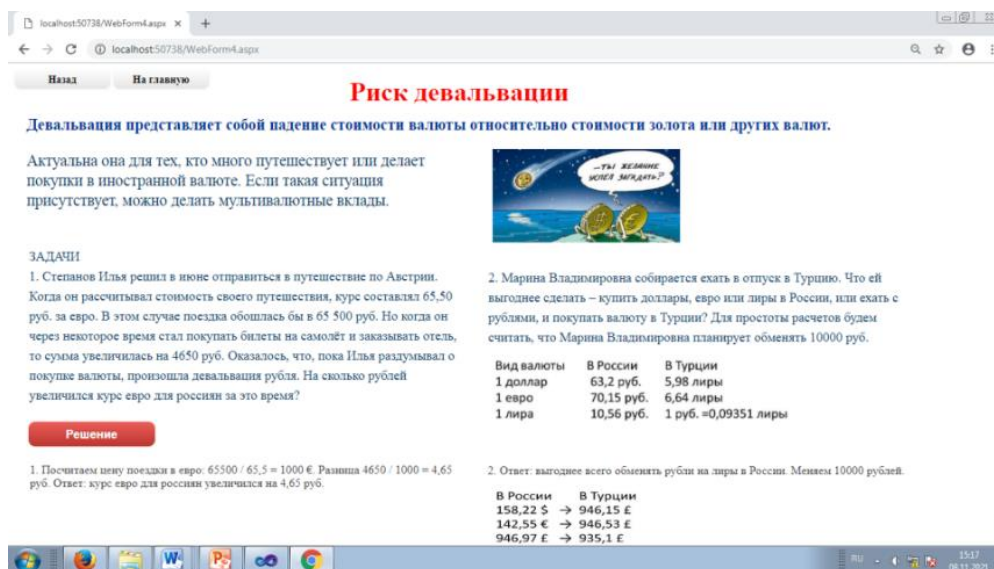 localhost:50738/WebForm4.aspx
localhost:50738/WebForm4.aspx
Назад
На главную
Риск девальвации
Девальвация представляет собой падение стоимости валюты относительно стоимости золота или других валют.
Актуальна она для тех, кто много путешествует или делает
покупки в иностранной валюте. Если такая ситуация
присутствует, можно делать мультивалютные вклады.
–ТЫ ЖЕЛАНИЕ
УСПЕЛ ЗАГАДАТЬ?
ЗАДАЧИ
1. Степанов Илья решил в июне отправиться в путешествие по Австрии.
Когда он рассчитывал стоимость своего путешествия, курс составлял 65,50
руб. за евро. В этом случае поездка обошлась бы в 65 500 руб. Но когда он
через некоторое время стал покупать билеты на самолёт и заказывать отель,
то сумма увеличилась на 4650 руб. Оказалось, что, пока Илья раздумывал о
покупке валюты, произошла девальвация рубля. На сколько рублей
увеличился курс евро для россиян за это время?
Решение
1. Посчитаем цену поездки в евро: 65500 / 65,5 = 1000 €. Разница 4650 / 1000 = 4,65
руб. Ответ: курс евро для россиян увеличился на 4,65 руб.
2. Марина Владимировна собирается ехать в отпуск в Турцию. Что ей
выгоднее сделать – купить доллары, евро или лиры в России, или ехать с
рублями, и покупать валюту в Турции? Для простоты расчетов будем
считать, что Марина Владимировна планирует обменять 10000 руб.
Вид валюты В России В Турции
1 доллар 63,2 руб. 5,98 лиры
1 евро 70,15 руб. 6,64 лиры
1 лира 10,56 руб. 1 руб. =0,09351 лиры
2. Ответ: выгоднее всего обменять рубли на лиры в России. Меняем 10000 рублей.
В России В Турции
158,22 $ → 946,15 £
142,55 € → 946,53 £
946,97 £ → 935,1 £
RU
15:17
08.11.2021